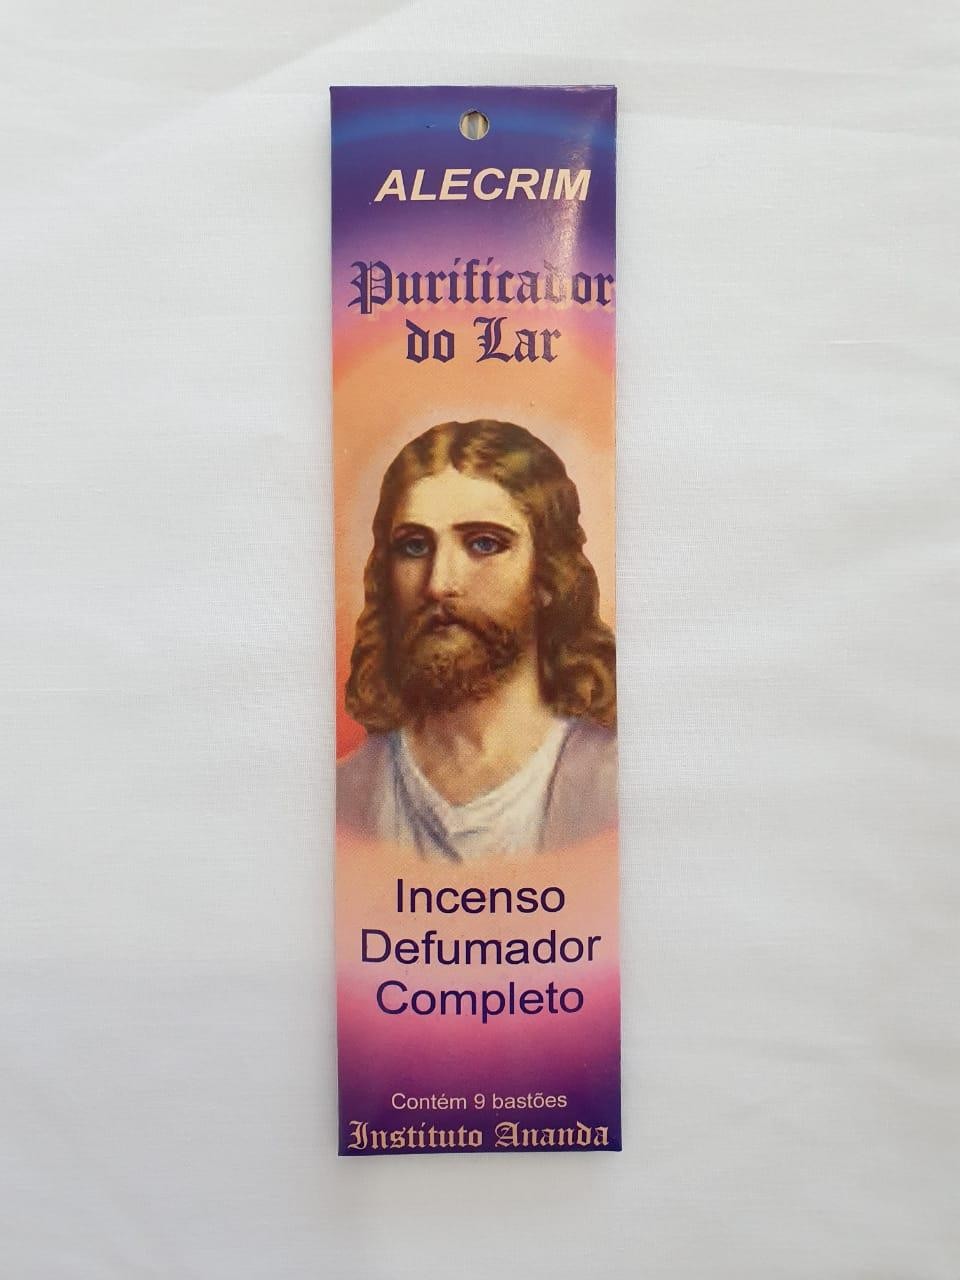 ALECRIM
Purificador
do Lar
Incenso
Defumador
Completo
Contém 9 bastões
Instituto Ananda